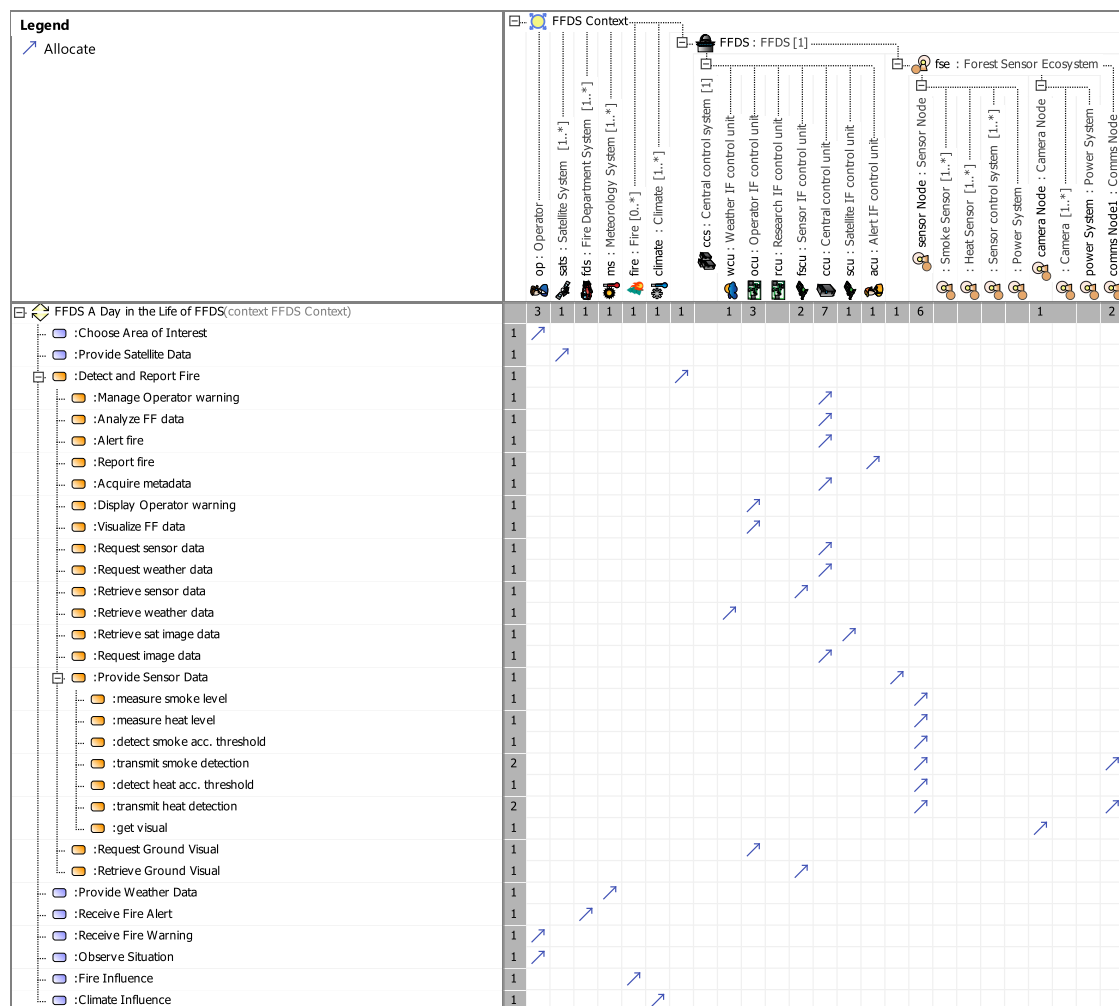 Legend
Allocate
FFDS Context
FFDS : FFDS [1]
fse : Forest Sensor Ecosystem
op : Operator
sats : Satellite System [1..*]
fds : Fire Department System [1..*]
ms : Meteorology System [1..*]
fire : Fire [0..*]
climate : Climate [1..*]
ccs : Central control system [1]
wcu : Weather IF control unit
ocu : Operator IF control unit
rcu : Research IF control unit
fscu : Sensor IF control unit
ccu : Central control unit
scu : Satellite IF control unit
acu : Alert IF control unit
sensor Node : Sensor Node
: Smoke Sensor [1..*]
: Heat Sensor [1..*]
: Sensor control system [1..*]
: Power System
camera Node : Camera Node
: Camera [1..*]
power System : Power System
comms Node1 : Comms Node
FFDS A Day in the Life of FFDS(context FFDS Context) 3 1 1 1 1 1 1 1 3 2 7 1 1 1 6 1 2
:Choose Area of Interest 1
:Provide Satellite Data 1
:Detect and Report Fire 1
:Manage Operator warning 1
:Analyze FF data 1
:Alert fire 1
:Report fire 1
:Acquire metadata 1
:Display Operator warning 1
:Visualize FF data 1
:Request sensor data 1
:Request weather data 1
:Retrieve sensor data 1
:Retrieve weather data 1
:Retrieve sat image data 1
:Request image data 1
:Provide Sensor Data 1
:measure smoke level 1
:measure heat level 1
:detect smoke acc. threshold 1
:transmit smoke detection 2
:detect heat acc. threshold 1
:transmit heat detection 2
:get visual 1
:Request Ground Visual 1
:Retrieve Ground Visual 1
:Provide Weather Data 1
:Receive Fire Alert 1
:Receive Fire Warning 1
:Observe Situation 1
:Fire Influence 1
:Climate Influence 1